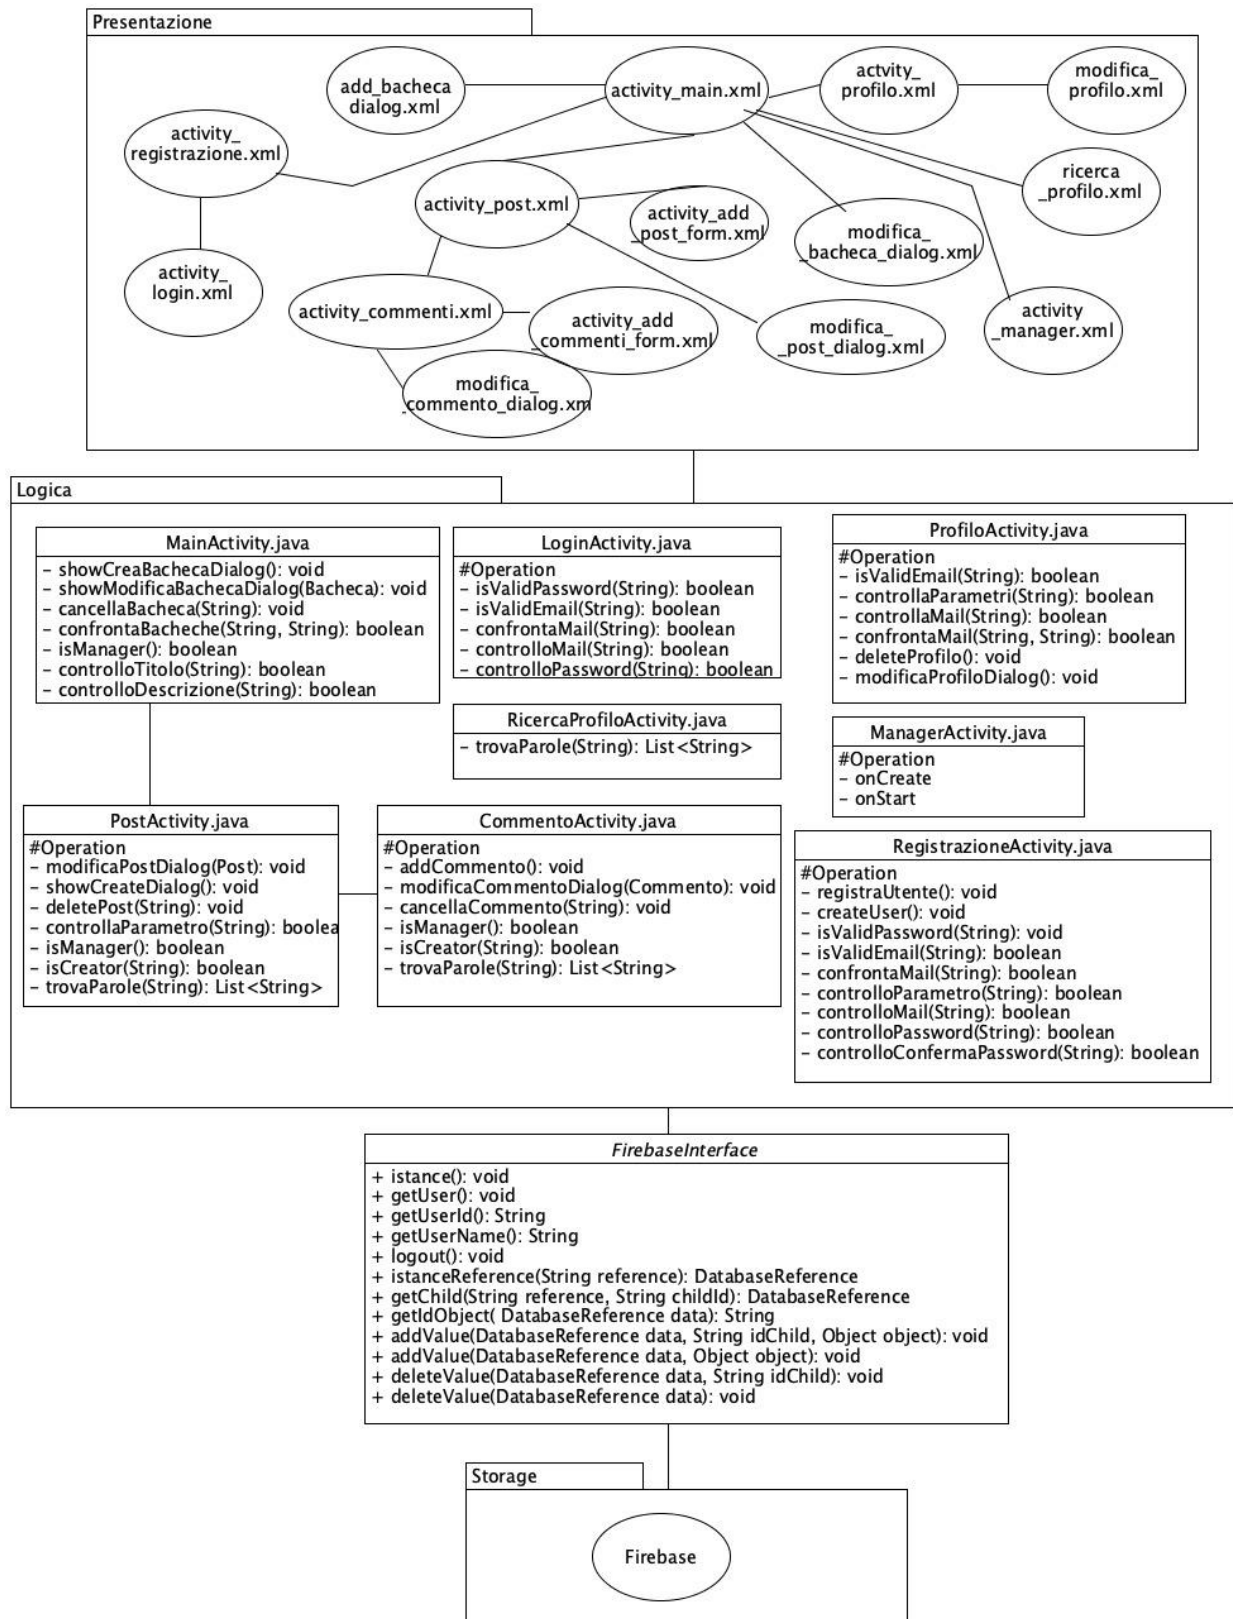 Presentazione
add_bacheca
dialog.xml
activity_main.xml
actvity_
profilo.xml
modifica_
profilo.xml
activity_
registrazione.xml
ricerca
_profilo.xml
activity_post.xml
activity_add
_post_form.xml
modifica_
_bacheca_dialog.xml
activity_
login.xml
activity_commenti.xml
activity_add
_commenti_form.xml
modifica_
_post_dialog.xml
activity
_manager.xml
modifica_
_commento_dialog.xm
Logica
MainActivity.java
- showCreaBachecaDialog(): void
- showModificaBachecaDialog(Bacheca): void
- cancellaBacheca(String): void
- confrontaBacheche(String, String): boolean
- isManager(): boolean
- controlloTitolo(String): boolean
- controlloDescrizione(String): boolean
LoginActivity.java
#Operation
- isValidPassword(String): boolean
- isValidEmail(String): boolean
- confrontaMail(String): boolean
- controlloMail(String): boolean
- controlloPassword(String): boolean
ProfiloActivity.java
#Operation
- isValidEmail(String): boolean
- controllaParametri(String): boolean
- controllaMail(String): boolean
- confrontaMail(String, String): boolean
- deleteProfilo(): void
- modificaProfiloDialog(): void
RicercaProfiloActivity.java
- trovaParole(String): List<String>
ManagerActivity.java
#Operation
- onCreate
- onStart
PostActivity.java
#Operation
- modificaPostDialog(Post): void
- showCreateDialog(): void
- deletePost(String): void
- controllaParametro(String): boolea
- isManager(): boolean
- isCreator(String): boolean
- trovaParole(String): List<String>
CommentoActivity.java
#Operation
- addCommento(): void
- modificaCommentoDialog(Commento): void
- cancellaCommento(String): void
- isManager(): boolean
- isCreator(String): boolean
- trovaParole(String): List<String>
RegistrazioneActivity.java
#Operation
- registraUtente(): void
- createUser(): void
- isValidPassword(String): void
- isValidEmail(String): boolean
- confrontaMail(String): boolean
- controlloParametro(String): boolean
- controlloMail(String): boolean
- controlloPassword(String): boolean
- controlloConfermaPassword(String): boolean
FirebaseInterface
+ istance(): void
+ getUser(): void
+ getUserId(): String
+ getUserName(): String
+ logout(): void
+ istanceReference(String reference): DatabaseReference
+ getChild(String reference, String childId): DatabaseReference
+ getIdObject( DatabaseReference data): String
+ addValue(DatabaseReference data, String idChild, Object object): void
+ addValue(DatabaseReference data, Object object): void
+ deleteValue(DatabaseReference data, String idChild): void
+ deleteValue(DatabaseReference data): void
Storage
Firebase